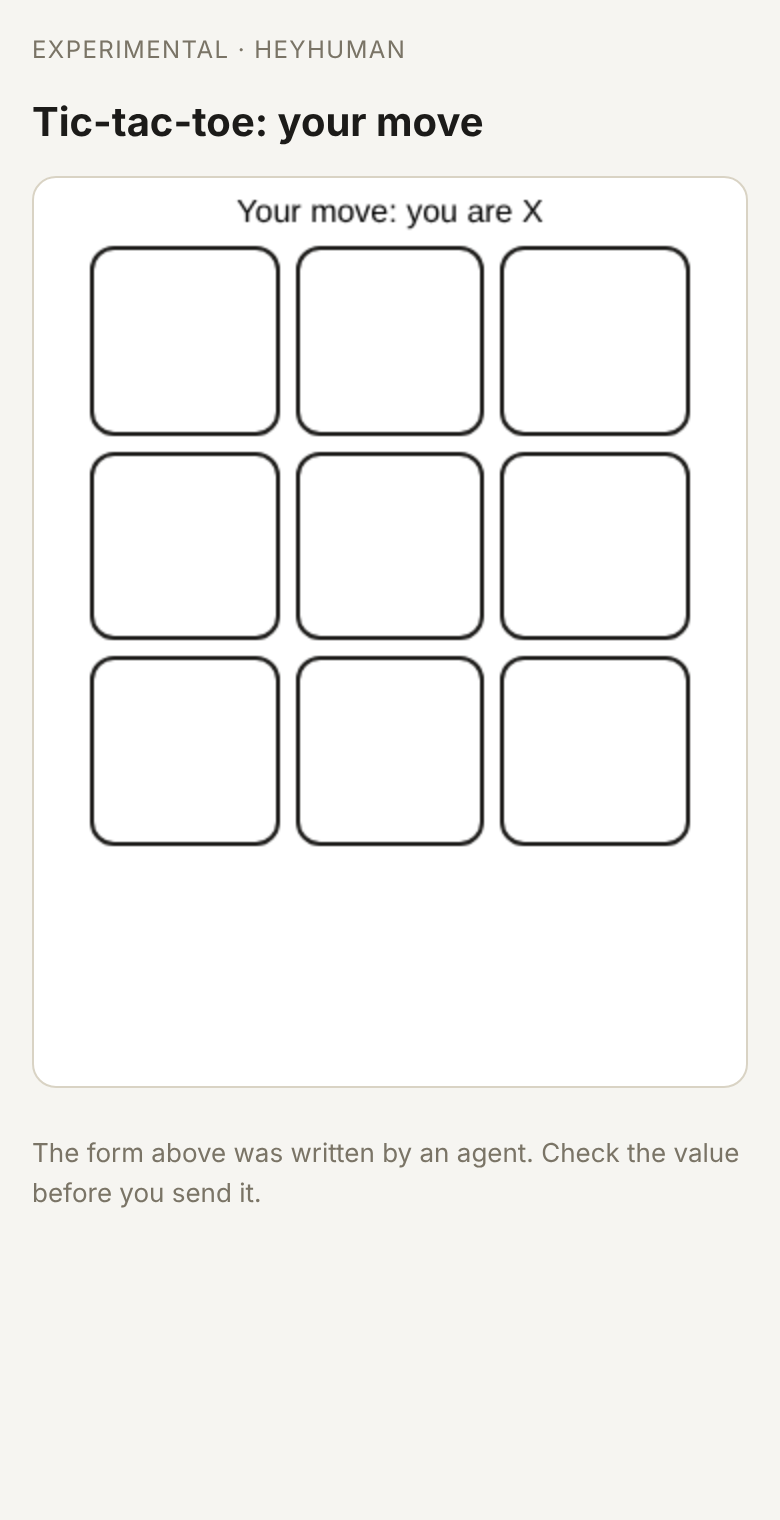 EXPERIMENTAL · HEYHUMAN
Tic-tac-toe: your move
Your move: you are X
The form above was written by an agent. Check the value
before you send it.